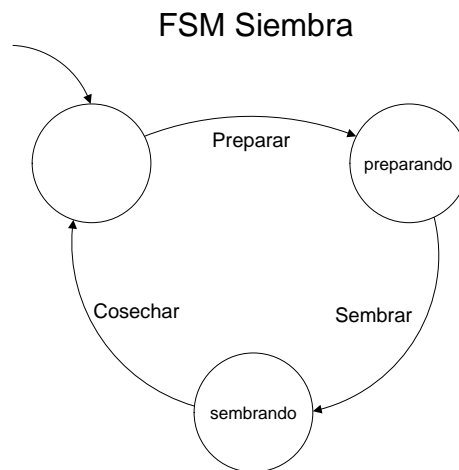 FSM Siembra
Preparar
preparando
Cosechar
Sembrar
sembrando